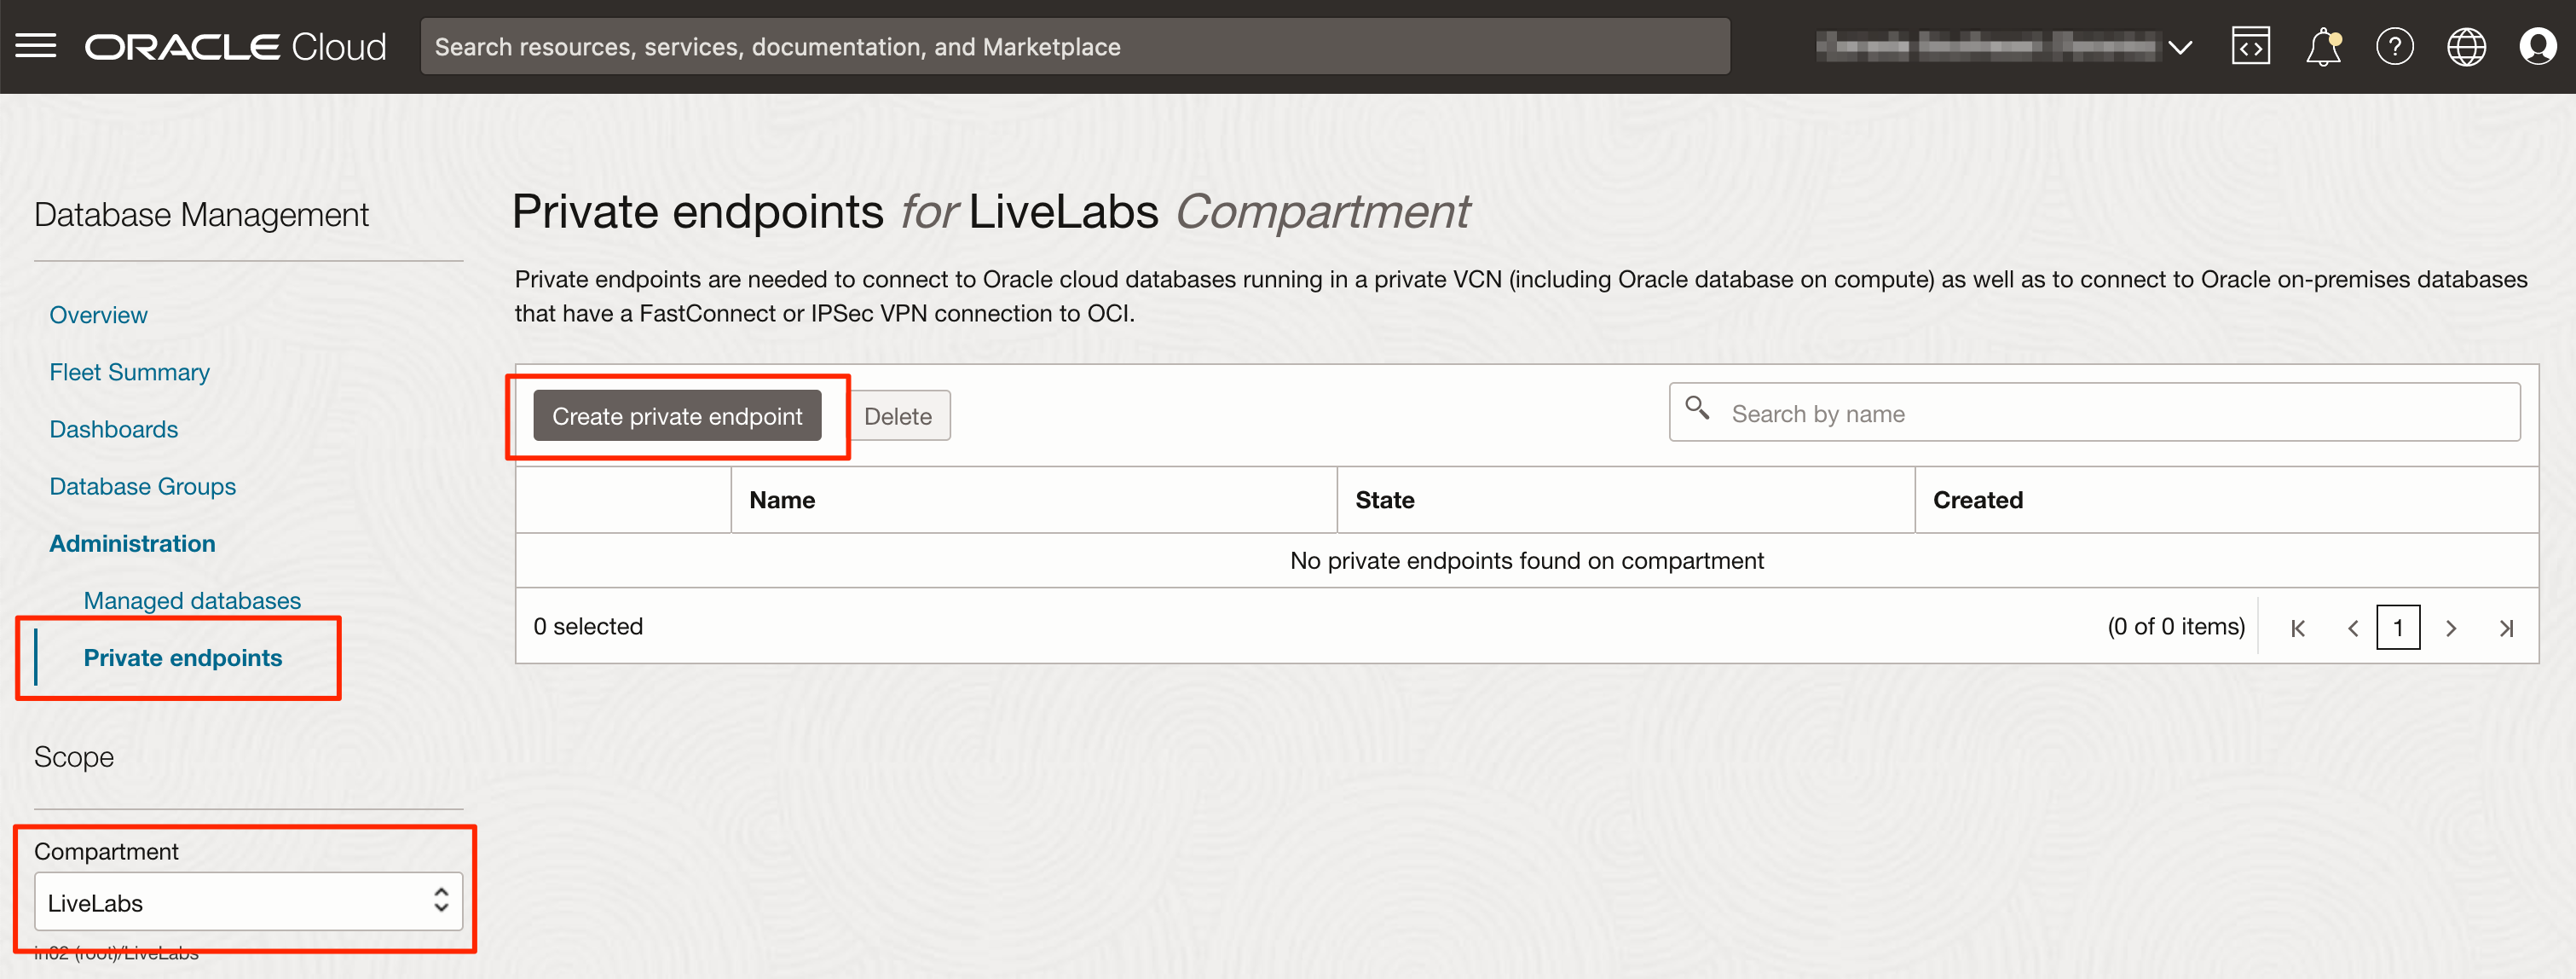 ORACLE Cloud
Search resources, services, documentation, and Marketplace
Database Management
Overview
Fleet Summary
Dashboards
Database Groups
Administration
Managed databases
Private endpoints
Scope
Compartment
LiveLabs
(root)/LiveLabs
Private endpoints for LiveLabs Compartment
Private endpoints are needed to connect to Oracle cloud databases running in a private VCN (including Oracle database on compute) as well as to connect to Oracle on-premises databases
that have a FastConnect or IPSec VPN connection to OCI.
Create private endpoint Delete
Search by name
Name State Created
No private endpoints found on compartment
0 selected
(0 of 0 items) 1